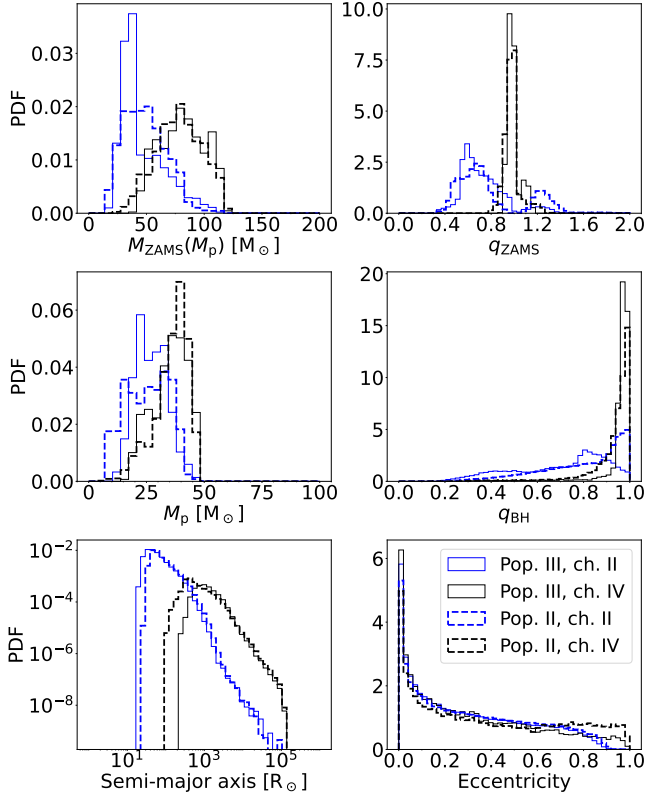 PDF
0.03
0.02
0.01
0.00
0 50 100 150 200
M_ZAMS(M_p) [M_⊙]
10.0
7.5
5.0
2.5
0.0
0.0 0.4 0.8 1.2 1.6 2.0
q_ZAMS
PDF
0.06
0.04
0.02
0.00
0 25 50 75 100
M_p [M_⊙]
20
15
10
5
0
0.0 0.2 0.4 0.6 0.8 1.0
q_BH
PDF
10⁻²
10⁻⁴
10⁻⁶
10⁻⁸
10¹ 10³ 10⁵
Semi-major axis [R_⊙]
6
4
2
0
0.0 0.2 0.4 0.6 0.8 1.0
Eccentricity
Pop. III, ch. II
Pop. III, ch. IV
Pop. II, ch. II
Pop. II, ch. IV